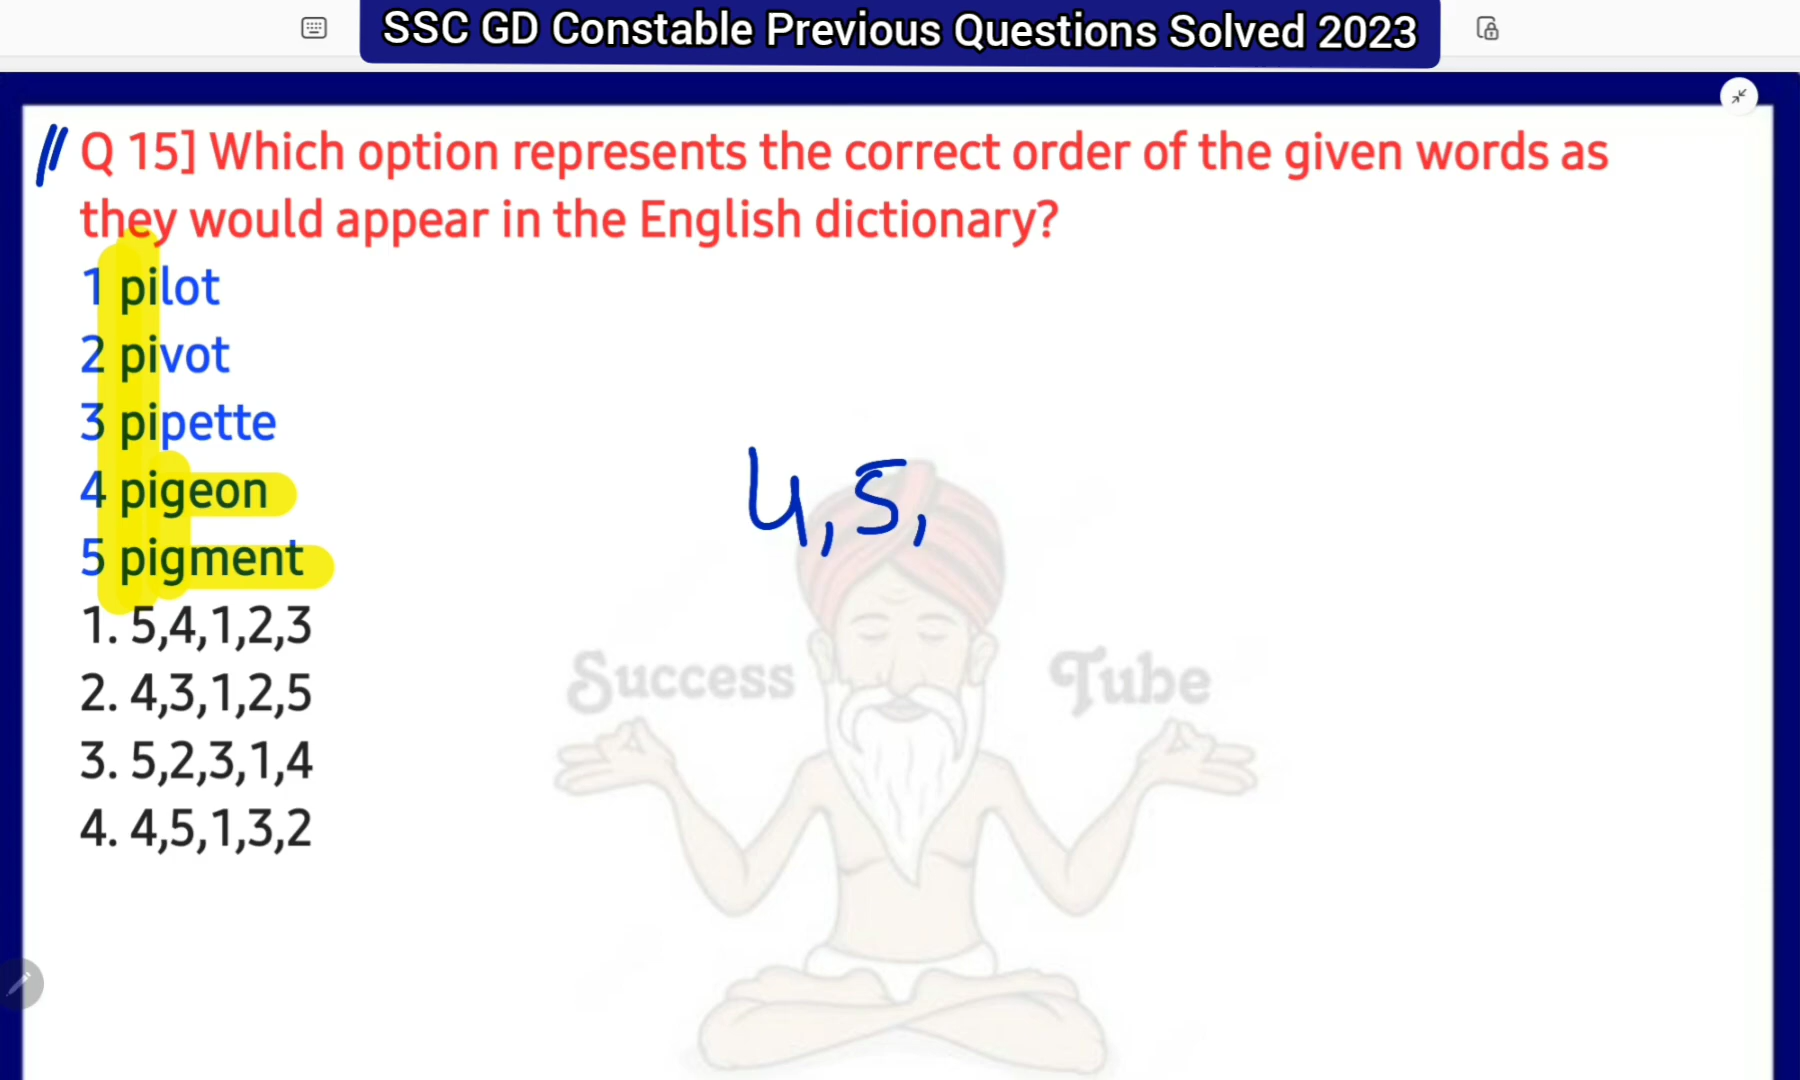 SSC GD Constable Previous Questions Solved 2023
Q 15] Which option represents the correct order of the given words as
they would appear in the English dictionary?
1 pilot
2 pivot
3 pipette
4 pigeon
5 pigment
4,5,
1. 5,4,1,2,3
Success Tube
2. 4,3,1,2,5
3. 5,2,3,1,4
4. 4,5,1,3,2